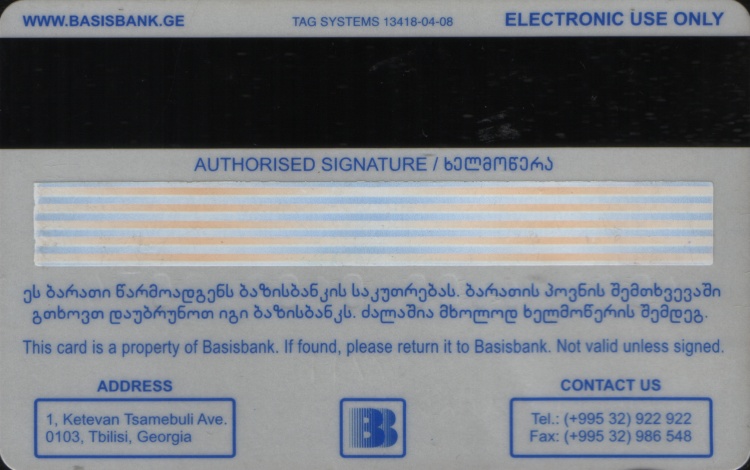 WWW.BASISBANK.GE TAG SYSTEMS 13418-04-08 ELECTRONIC USE ONLY
AUTHORISED SIGNATURE / ხელმოწერა
ეს ბარათი წარმოადგენს ბაზისბანკის საკუთრებას. ბარათის პოვნის შემთხვევაში
გთხოვთ დაუბრუნოთ იგი ბაზისბანკს. ძალაშია მხოლოდ ხელმოწერის შემდეგ.
This card is a property of Basisbank. If found, please return it to Basisbank. Not valid unless signed.
ADDRESS
1, Ketevan Tsamebuli Ave.
0103, Tbilisi, Georgia
B
CONTACT US
Tel.: (+995 32) 922 922
Fax: (+995 32) 986 548